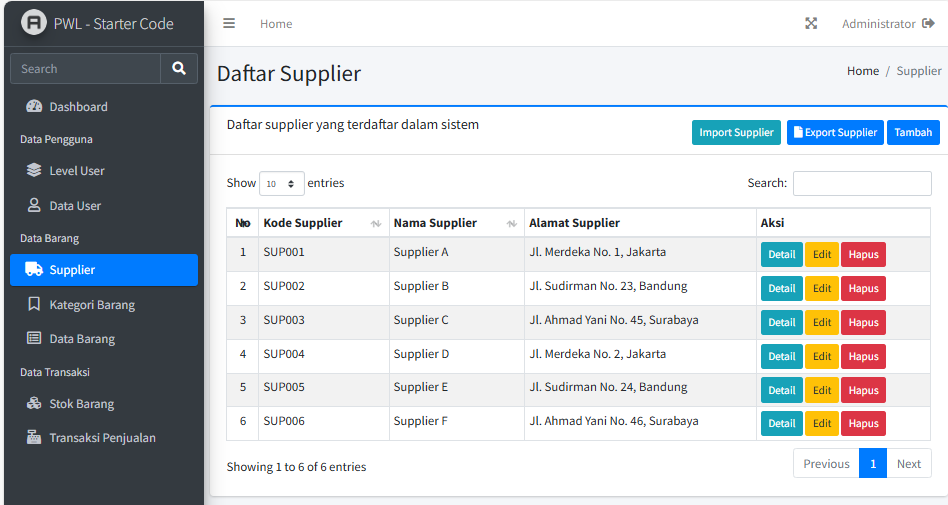 PWL - Starter Code
Home
Administrator
Search
Daftar Supplier
Home / Supplier
Dashboard
Data Pengguna
Level User
Data User
Data Barang
Supplier
Kategori Barang
Data Barang
Data Transaksi
Stok Barang
Transaksi Penjualan
Daftar supplier yang terdaftar dalam sistem
Import Supplier Export Supplier Tambah
Show 10 entries
Search:
No Kode Supplier Nama Supplier Alamat Supplier Aksi
1 SUP001 Supplier A Jl. Merdeka No. 1, Jakarta Detail Edit Hapus
2 SUP002 Supplier B Jl. Sudirman No. 23, Bandung Detail Edit Hapus
3 SUP003 Supplier C Jl. Ahmad Yani No. 45, Surabaya Detail Edit Hapus
4 SUP004 Supplier D Jl. Merdeka No. 2, Jakarta Detail Edit Hapus
5 SUP005 Supplier E Jl. Sudirman No. 24, Bandung Detail Edit Hapus
6 SUP006 Supplier F Jl. Ahmad Yani No. 46, Surabaya Detail Edit Hapus
Showing 1 to 6 of 6 entries
Previous 1 Next